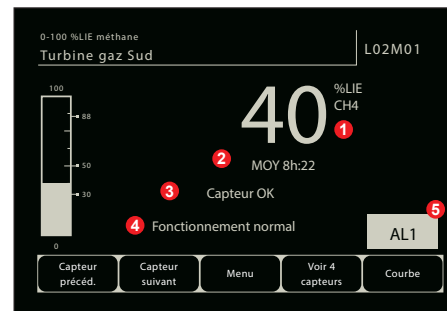 0-100 %LIE méthane
Turbine gaz Sud
L02M01
100
88
50
30
0
40
%LIE
CH4
1
2
MOY 8h:22
3
Capteur OK
4
Fonctionnement normal
5
AL1
Capteur
précéd.
Capteur
suivant
Menu
Voir 4
capteurs
Courbe